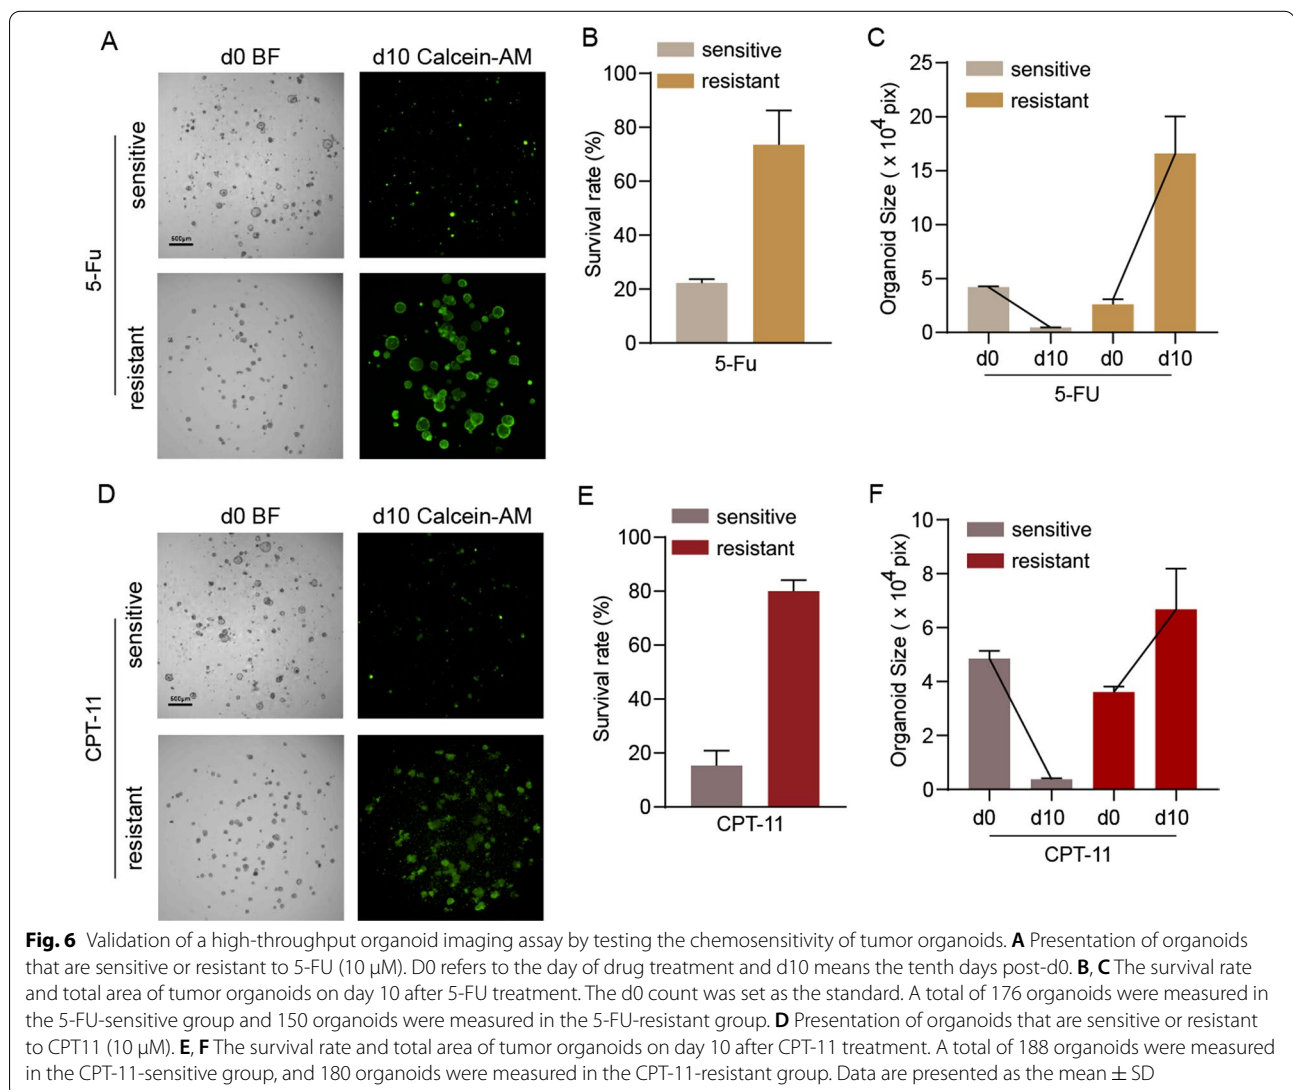 A
d0 BF
d10 Calcein-AM
sensitive
5-Fu
resistant
500μm
B
sensitive
resistant
100
80
60
40
20
0
Survival rate (%)
5-Fu
C
sensitive
resistant
25
20
15
10
5
0
Organoid Size ( x 10⁴ pix)
d0 d10 d0 d10
5-FU
D
d0 BF
d10 Calcein-AM
sensitive
CPT-11
resistant
500μm
E
sensitive
resistant
100
80
60
40
20
0
Survival rate (%)
CPT-11
F
sensitive
resistant
10
8
6
4
2
0
Organoid Size ( x 10⁴ pix)
d0 d10 d0 d10
CPT-11
Fig. 6 Validation of a high-throughput organoid imaging assay by testing the chemosensitivity of tumor organoids. A Presentation of organoids
that are sensitive or resistant to 5-FU (10 μM). D0 refers to the day of drug treatment and d10 means the tenth days post-d0. B, C The survival rate
and total area of tumor organoids on day 10 after 5-FU treatment. The d0 count was set as the standard. A total of 176 organoids were measured in
the 5-FU-sensitive group and 150 organoids were measured in the 5-FU-resistant group. D Presentation of organoids that are sensitive or resistant
to CPT11 (10 μM). E, F The survival rate and total area of tumor organoids on day 10 after CPT-11 treatment. A total of 188 organoids were measured
in the CPT-11-sensitive group, and 180 organoids were measured in the CPT-11-resistant group. Data are presented as the mean ± SD